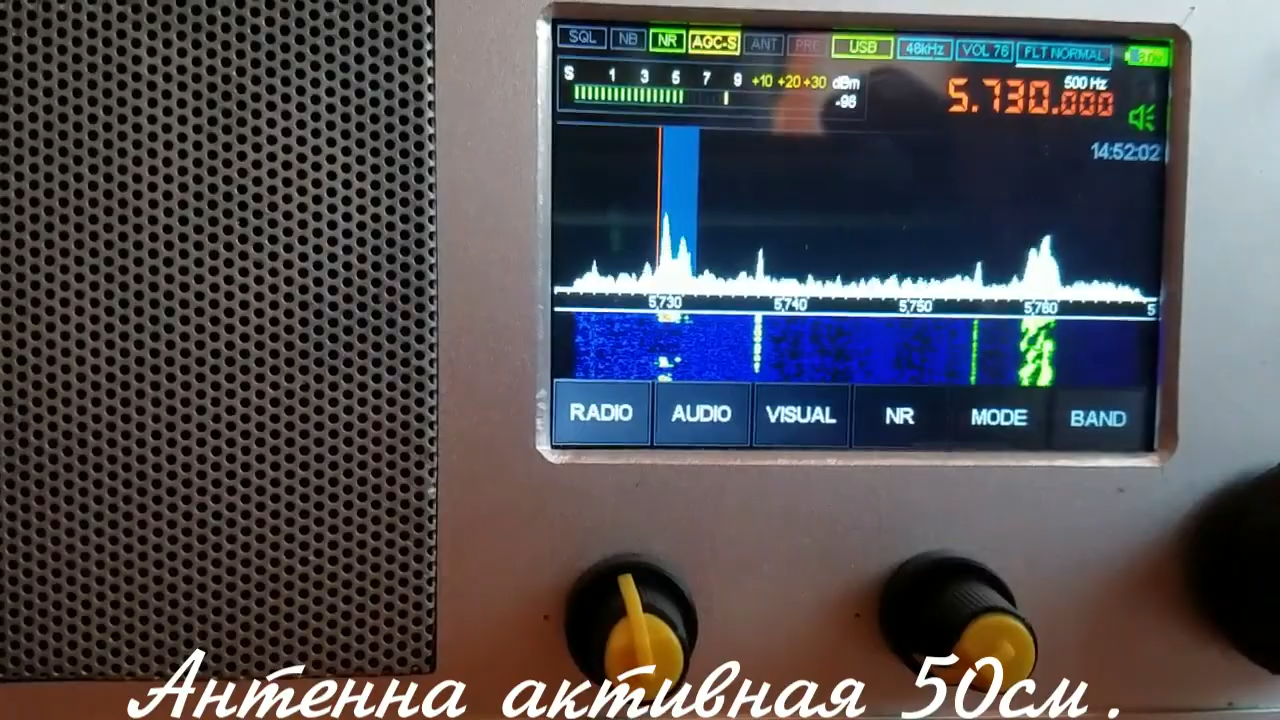 SQL NB NR AGC-S ANT PRE USB 48kHz VOL 76 FLT NORMAL
S 1 3 5 7 9 +10 +20 +30 dBm
-98
500 Hz
5.730.000
14:52:02
5,730 5,740 5,750 5,760 5
RADIO AUDIO VISUAL NR MODE BAND
Антенна активная 50см.